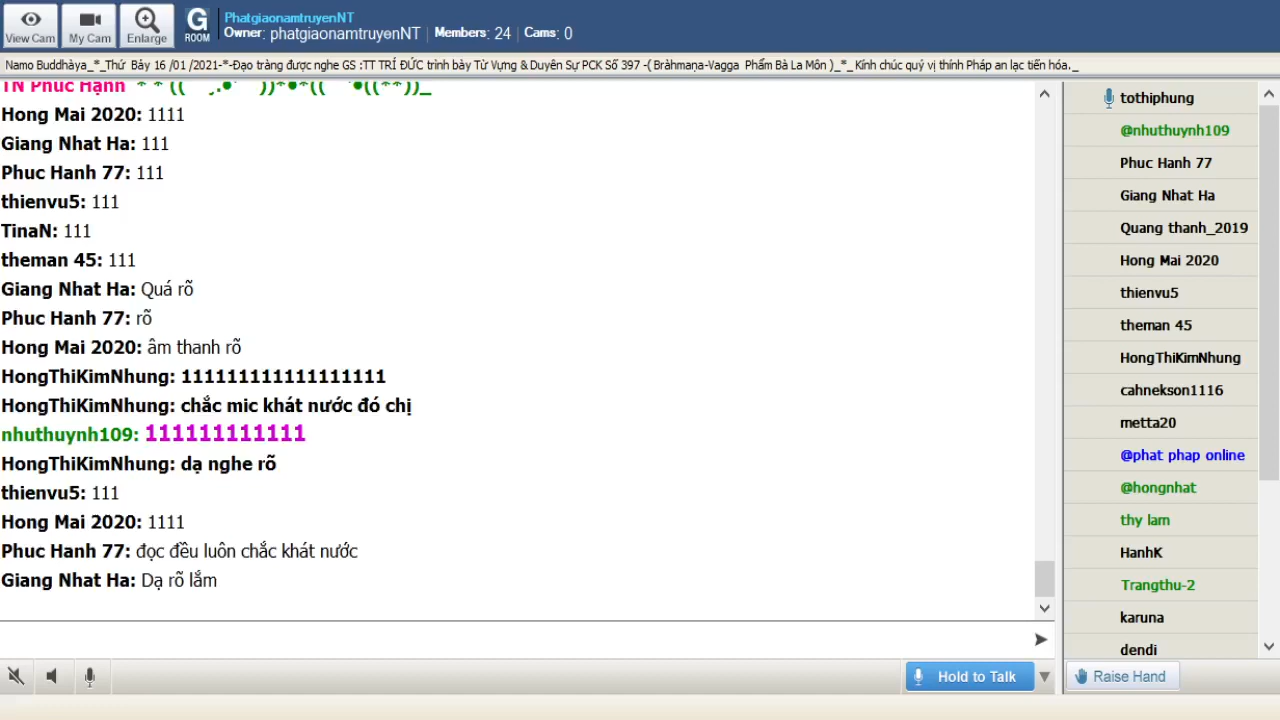 View Cam
My Cam
Enlarge
G
ROOM
PhatgiaonamtruyenNT
Owner: phatgiaonamtruyenNT | Members: 24 | Cams: 0
Namo Buddhàya_*_Thứ Bảy 16 /01 /2021-*-Đạo tràng được nghe GS :TT TRÍ ĐỨC trình bày Từ Vựng & Duyên Sự PCK Số 397 -( Bràhmaṇa-Vagga Phẩm Bà La Môn )_*_ Kính chúc quý vị thính Pháp an lạc tiến hóa._
TN Phuc Hạnh
Hong Mai 2020: 1111
Giang Nhat Ha: 111
Phuc Hanh 77: 111
thienvu5: 111
TinaN: 111
theman 45: 111
Giang Nhat Ha: Quá rõ
Phuc Hanh 77: rõ
Hong Mai 2020: âm thanh rõ
HongThiKimNhung: 111111111111111111
HongThiKimNhung: chắc mic khát nước đó chị
nhuthuynh109: 111111111111
HongThiKimNhung: dạ nghe rõ
thienvu5: 111
Hong Mai 2020: 1111
Phuc Hanh 77: đọc đều luôn chắc khát nước
Giang Nhat Ha: Dạ rõ lắm
Hold to Talk
tothiphung
@nhuthuynh109
Phuc Hanh 77
Giang Nhat Ha
Quang thanh_2019
Hong Mai 2020
thienvu5
theman 45
HongThiKimNhung
cahnekson1116
metta20
@phat phap online
@hongnhat
thy lam
HanhK
Trangthu-2
karuna
dendi
Raise Hand